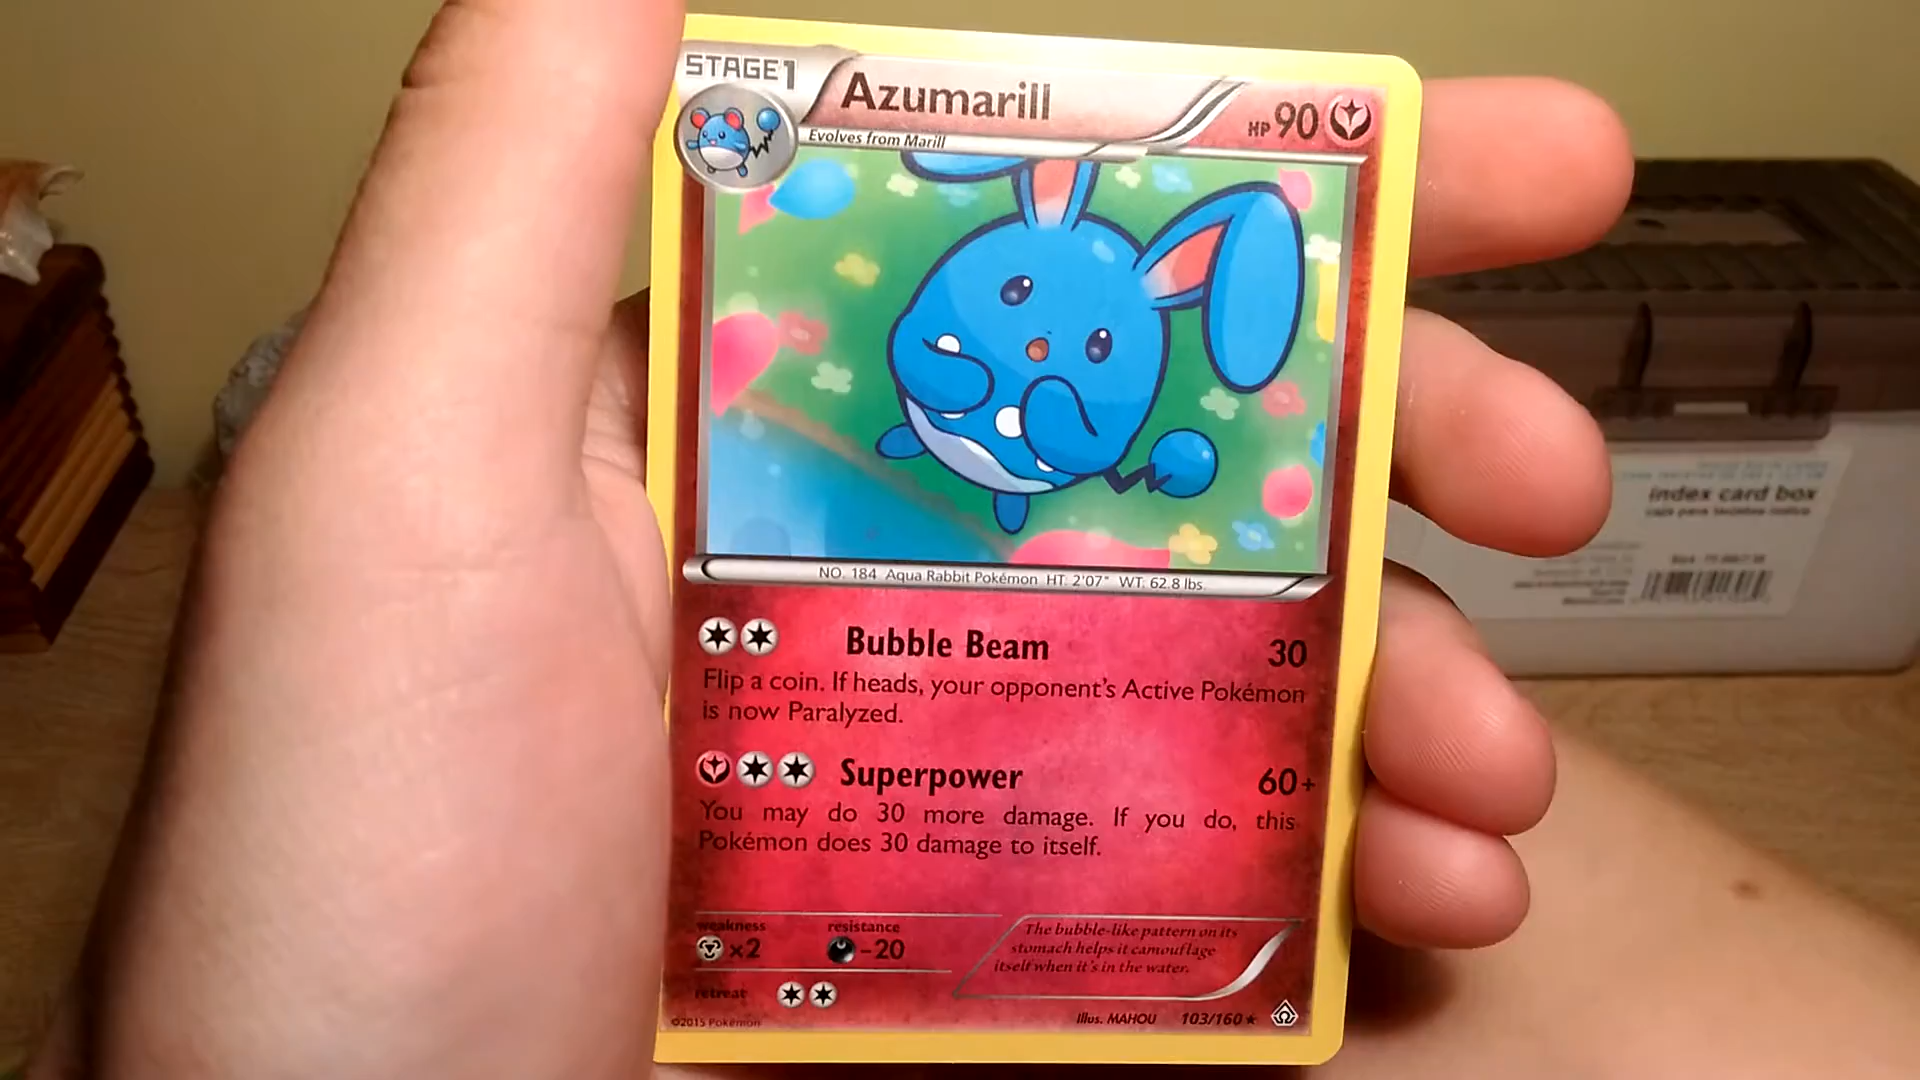 STAGE1
Azumarill
HP 90
Evolves from Marill
NO. 184 Aqua Rabbit Pokémon HT. 2'07" WT. 62.8 lbs.
Bubble Beam 30
Flip a coin. If heads, your opponent's Active Pokémon
is now Paralyzed.
Superpower 60+
You may do 30 more damage. If you do, this
Pokémon does 30 damage to itself.
weakness resistance
×2 -20
The bubble-like pattern on its
stomach helps it camouflage
itself when it's in the water.
retreat
©2015 Pokémon
Illus. MAHOU 103/160★
index card box